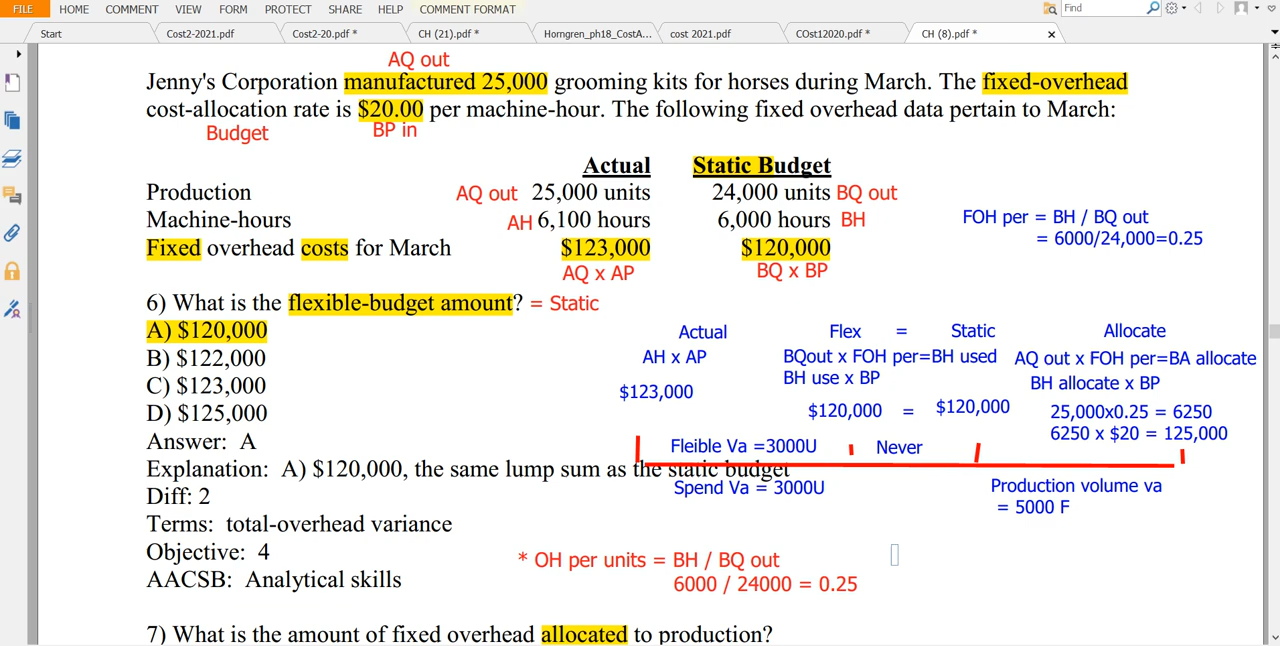 FILE HOME COMMENT VIEW FORM PROTECT SHARE HELP COMMENT FORMAT Find
Start Cost2-2021.pdf Cost2-20.pdf * CH (21).pdf * Horngren_ph18_CostA... cost 2021.pdf COst12020.pdf * CH (8).pdf *
AQ out
Jenny's Corporation manufactured 25,000 grooming kits for horses during March. The fixed-overhead
cost-allocation rate is $20.00 per machine-hour. The following fixed overhead data pertain to March:
Budget BP in
Actual Static Budget
Production AQ out 25,000 units 24,000 units BQ out
Machine-hours AH 6,100 hours 6,000 hours BH
FOH per = BH / BQ out
= 6000/24,000=0.25
Fixed overhead costs for March $123,000 $120,000
AQ x AP BQ x BP
6) What is the flexible-budget amount? = Static
A) $120,000
B) $122,000
C) $123,000
D) $125,000
Actual Flex = Static Allocate
AH x AP BQout x FOH per=BH used AQ out x FOH per=BA allocate
BH use x BP BH allocate x BP
$123,000 $120,000 = $120,000 25,000x0.25 = 6250
6250 x $20 = 125,000
Answer: A
Fleible Va =3000U Never
Explanation: A) $120,000, the same lump sum as the static budget
Spend Va = 3000U Production volume va
= 5000 F
Diff: 2
Terms: total-overhead variance
Objective: 4
* OH per units = BH / BQ out
6000 / 24000 = 0.25
AACSB: Analytical skills
7) What is the amount of fixed overhead allocated to production?